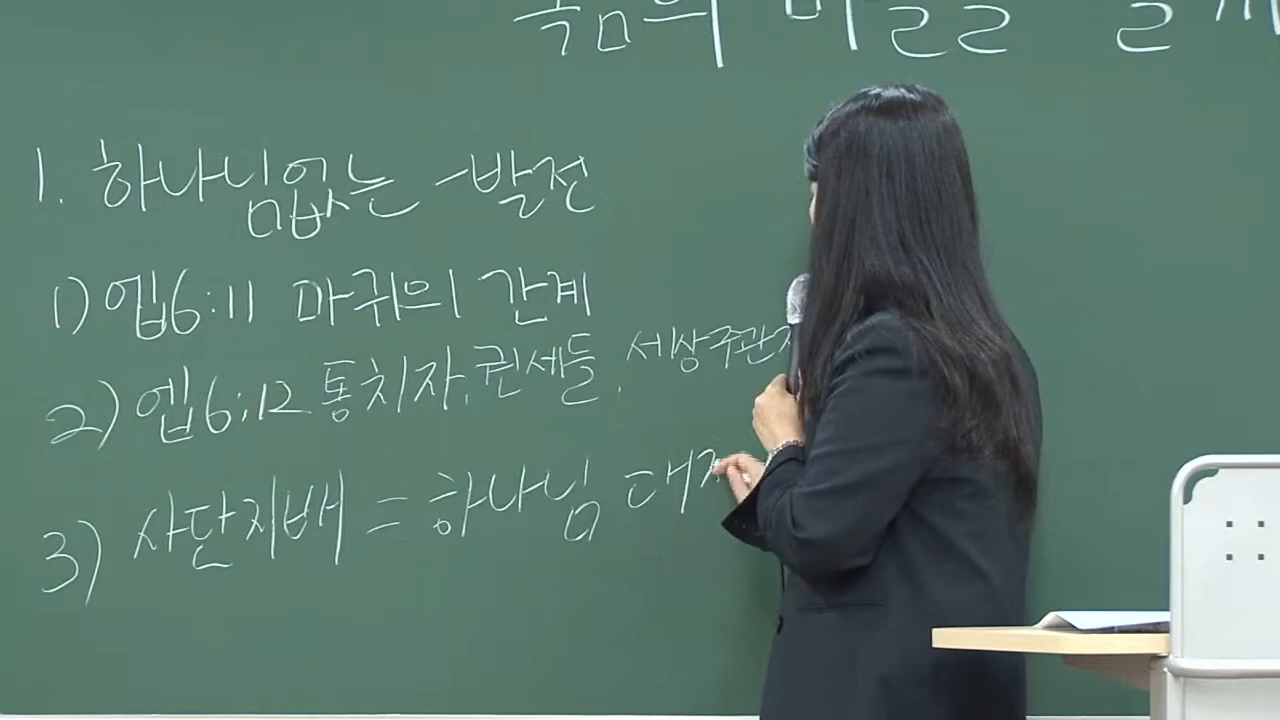 1. 하나님없는 -발전
1) 엡6:11 마귀의 간계
2) 엡6:12 통치자, 권세들, 세상주관
3) 사단지배 = 하나님